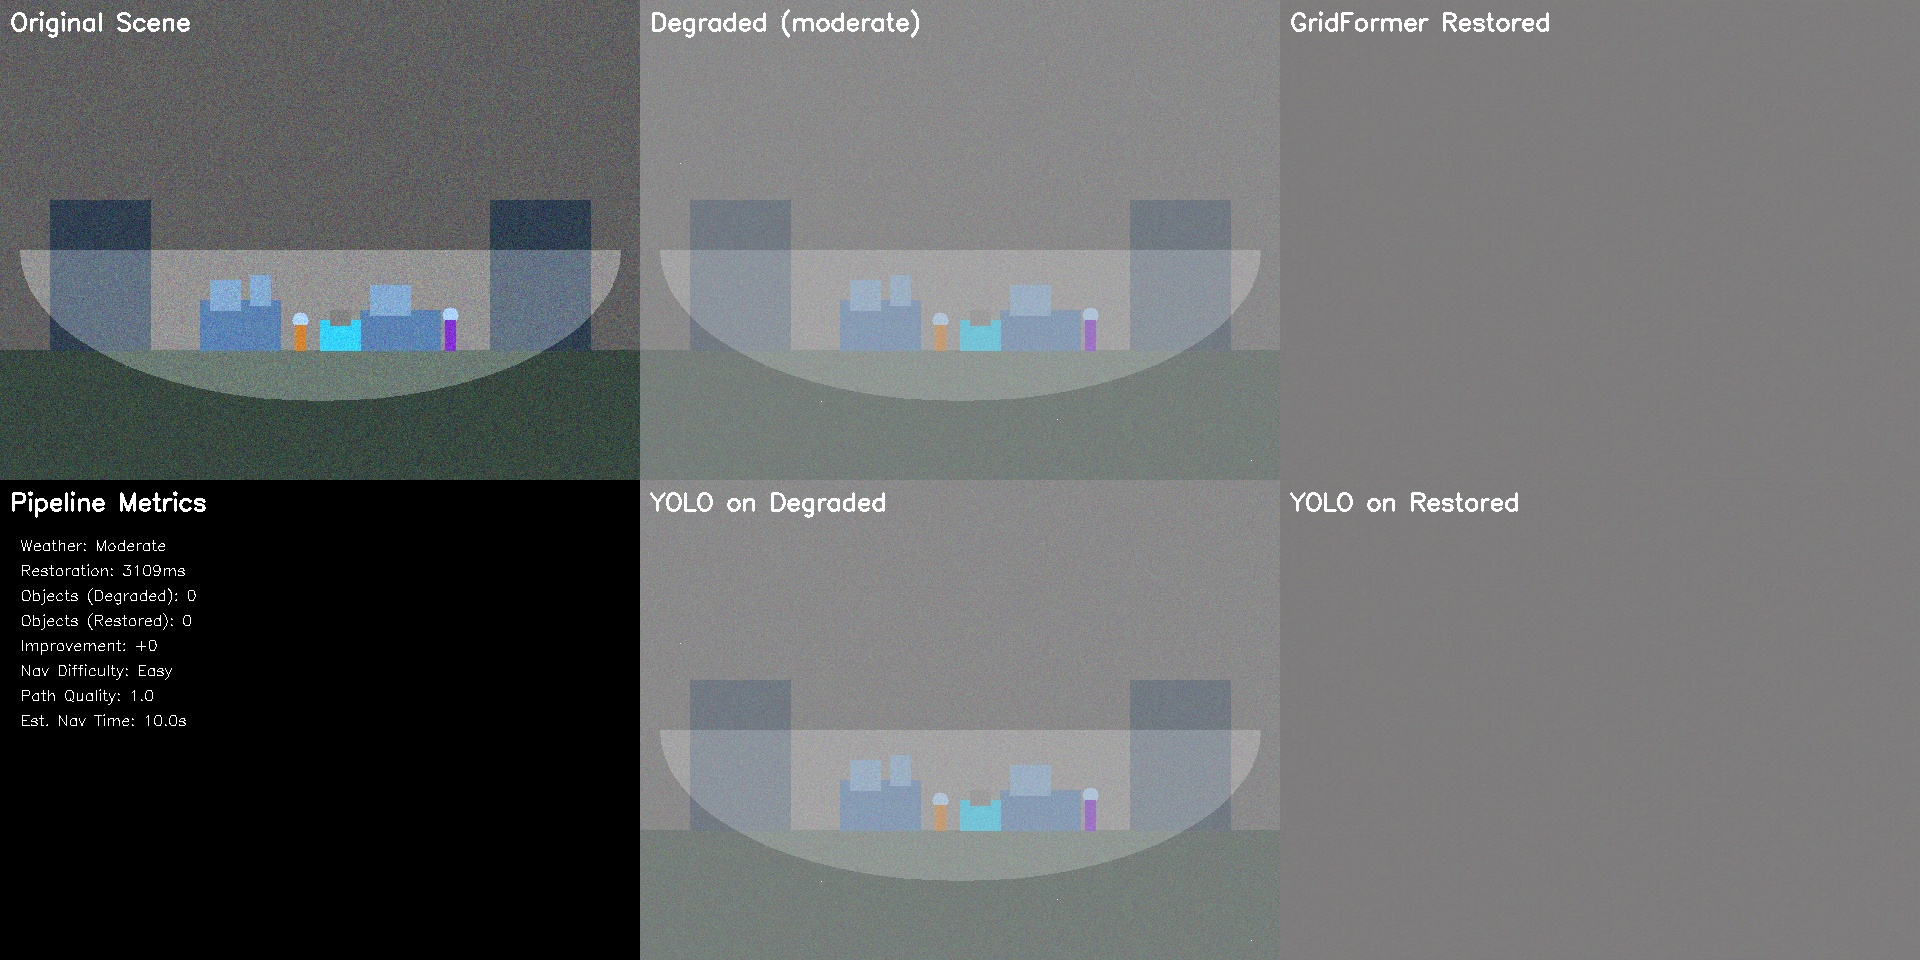 Original Scene
Degraded (moderate)
GridFormer Restored
Pipeline Metrics
Weather: Moderate
Restoration: 3109ms
Objects (Degraded): 0
Objects (Restored): 0
Improvement: +0
Nav Difficulty: Easy
Path Quality: 1.0
Est. Nav Time: 10.0s
YOLO on Degraded
YOLO on Restored